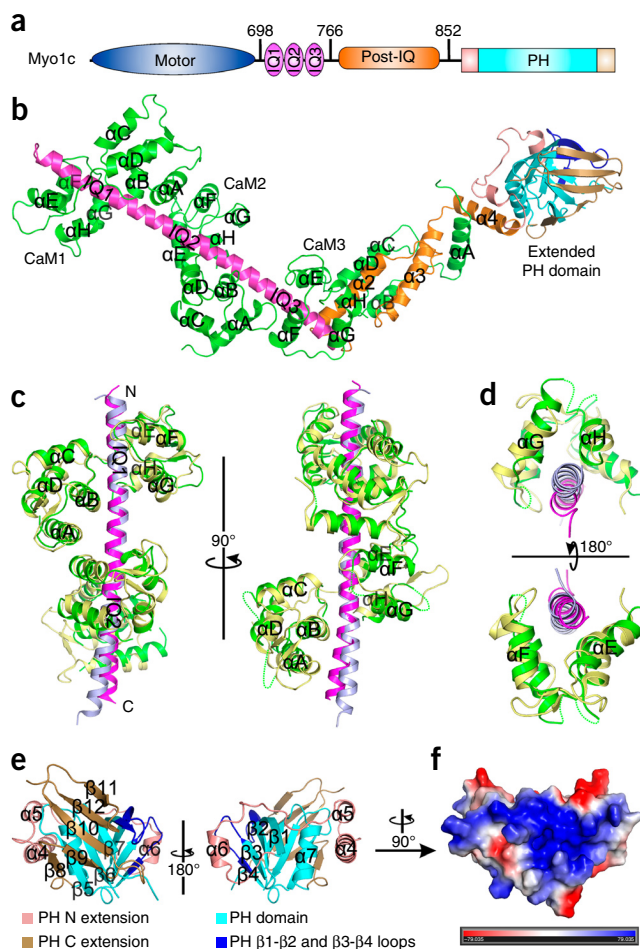 a
698 766 852
Myo1c Motor IQ1 IQ2 IQ3 Post-IQ PH
b
αC
αD
αF IQ1 αB αA CaM2
αE αG αF
αH αG
CaM1 IQ2 αH CaM3 αC α4
αE αE αD αA Extended
αD αB α2 α3 PH domain
αC αA IQ3 αH αB
αF αG
c
N
αC IQ1 αF αE
αD αH
αB αG
αA
IQ2
C
90°
αE
αF
αC αH αG
αD αB
αA
d
αG αH
180°
αF αE
e
β11
α5 β12
β10
α4 β9 β7 α6
β8 β6
β5
180°
β2 β1 α5
α6 β3 α7 α4
β4
90°
f
-79.035 79.035
PH N extension PH domain
PH C extension PH β1-β2 and β3-β4 loops